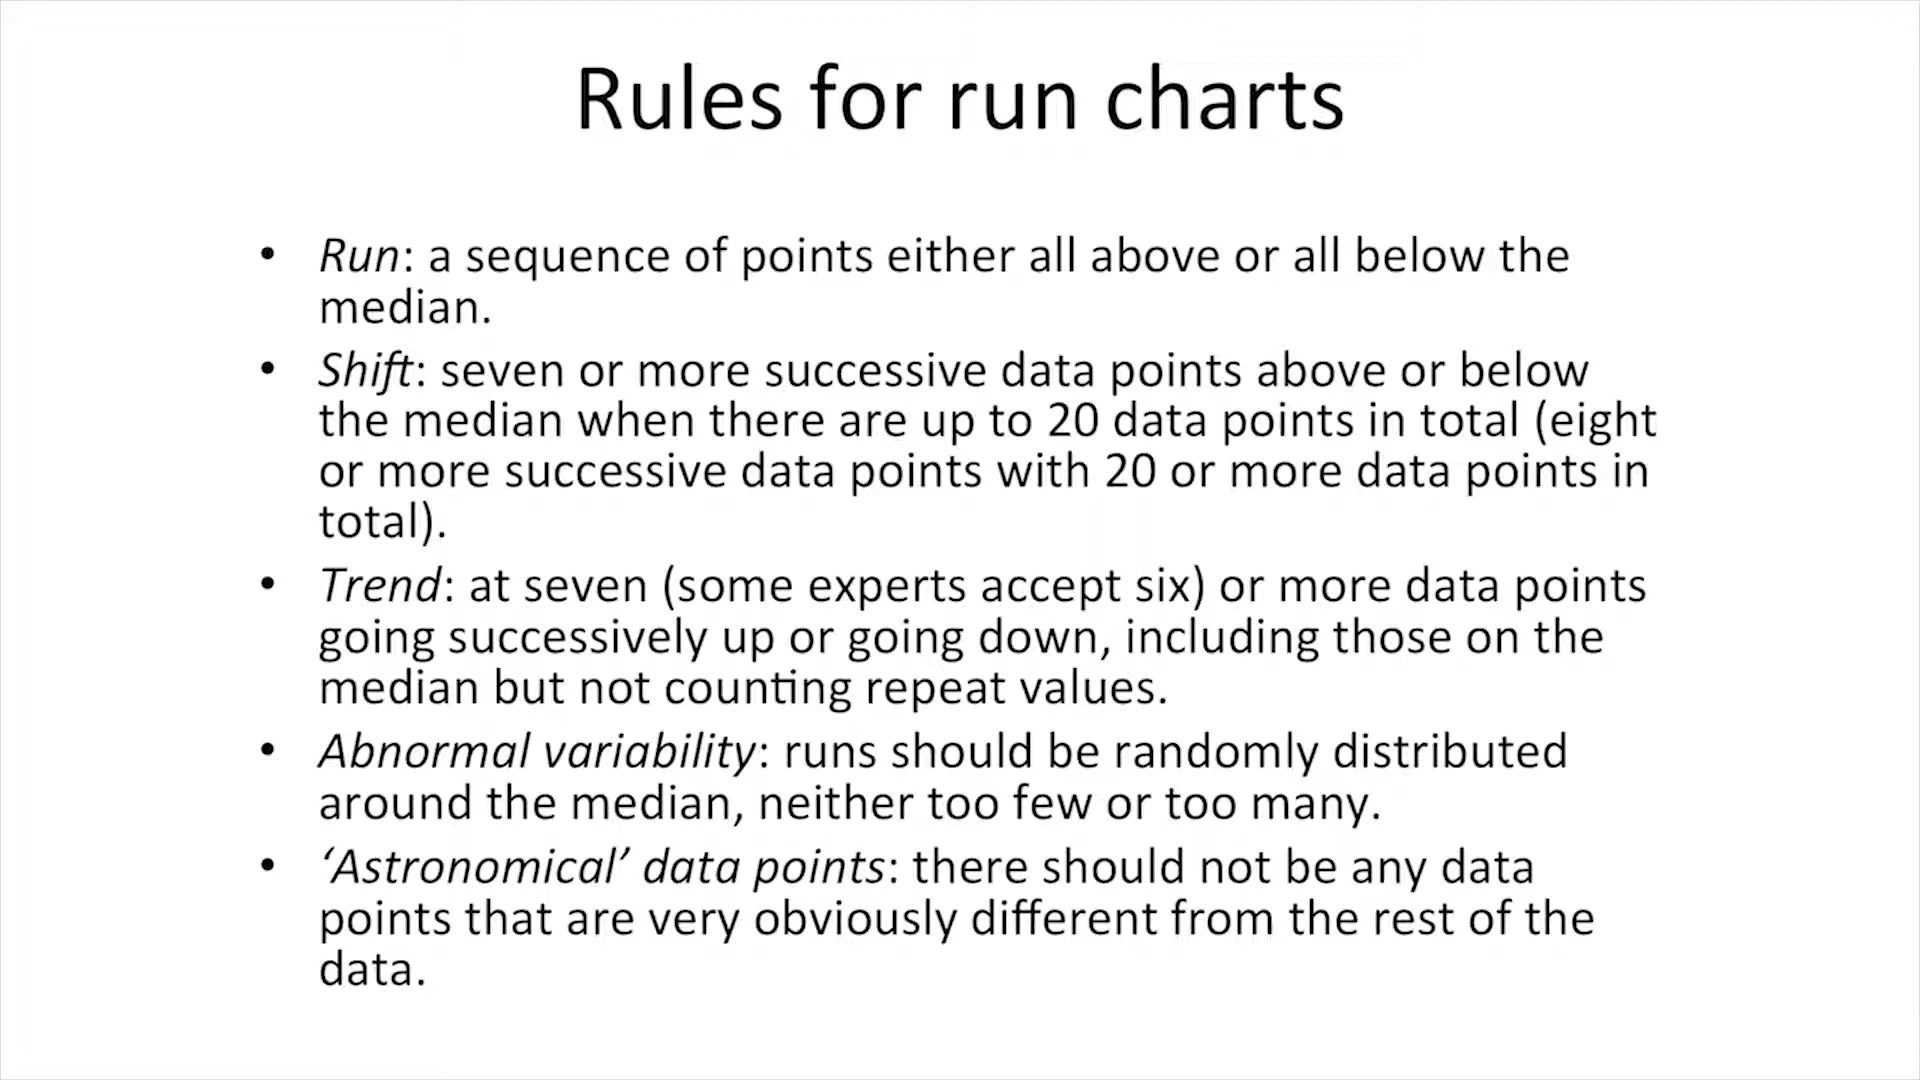 Rules for run charts
• Run: a sequence of points either all above or all below the
median.
• Shift: seven or more successive data points above or below
the median when there are up to 20 data points in total (eight
or more successive data points with 20 or more data points in
total).
• Trend: at seven (some experts accept six) or more data points
going successively up or going down, including those on the
median but not counting repeat values.
• Abnormal variability: runs should be randomly distributed
around the median, neither too few or too many.
• ‘Astronomical’ data points: there should not be any data
points that are very obviously different from the rest of the
data.